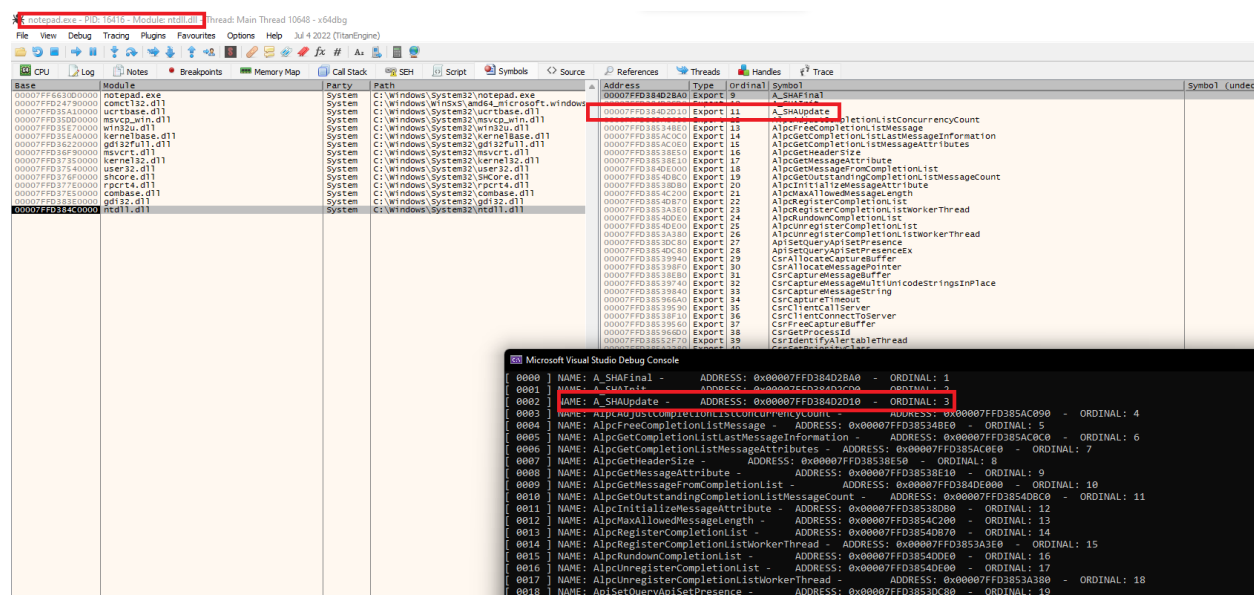 notepad.exe - PID: 16416 - Module: ntdll.dll - Thread: Main Thread 10648 - x64dbg
File View Debug Tracing Plugins Favourites Options Help Jul 4 2022 (TitanEngine)
CPU Log Notes Breakpoints Memory Map Call Stack SEH Script Symbols Source References Threads Handles Trace
Base Module Party Path
00007FF6630D0000 notepad.exe System C:\Windows\System32\notepad.exe
00007FFD24790000 comctl32.dll System C:\Windows\WinSxS\amd64_microsoft.windows
00007FFD35A10000 ucrtbase.dll System C:\Windows\System32\ucrtbase.dll
00007FFD35DD0000 msvcp_win.dll System C:\Windows\System32\msvcp_win.dll
00007FFD35E70000 win32u.dll System C:\Windows\System32\win32u.dll
00007FFD35EA0000 kernelbase.dll System C:\Windows\System32\KernelBase.dll
00007FFD36220000 gdi32full.dll System C:\Windows\System32\gdi32full.dll
00007FFD36F90000 msvcrt.dll System C:\Windows\System32\msvcrt.dll
00007FFD37350000 kernel32.dll System C:\Windows\System32\kernel32.dll
00007FFD37540000 user32.dll System C:\Windows\System32\user32.dll
00007FFD376F0000 shcore.dll System C:\Windows\System32\SHCore.dll
00007FFD377E0000 rpcrt4.dll System C:\Windows\System32\rpcrt4.dll
00007FFD37E50000 combase.dll System C:\Windows\System32\combase.dll
00007FFD383E0000 gdi32.dll System C:\Windows\System32\gdi32.dll
00007FFD384C0000 ntdll.dll System C:\Windows\System32\ntdll.dll
Address Type Ordinal Symbol Symbol (undec
00007FFD384D2BA0 Export 9 A_SHAFinal
00007FFD384D2D10 Export 11 A_SHAUpdate
CompletionListConcurrencyCount
00007FFD38534BE0 Export 13 AlpcFreeCompletionListMessage
00007FFD385AC0C0 Export 14 AlpcGetCompletionListLastMessageInformation
00007FFD385AC0E0 Export 15 AlpcGetCompletionListMessageAttributes
00007FFD38538E50 Export 16 AlpcGetHeaderSize
00007FFD38538E10 Export 17 AlpcGetMessageAttribute
00007FFD384DE000 Export 18 AlpcGetMessageFromCompletionList
00007FFD3854DBC0 Export 19 AlpcGetOutstandingCompletionListMessageCount
00007FFD38538DB0 Export 20 AlpcInitializeMessageAttribute
00007FFD3854C200 Export 21 AlpcMaxAllowedMessageLength
00007FFD3854DB70 Export 22 AlpcRegisterCompletionList
00007FFD3853A3E0 Export 23 AlpcRegisterCompletionListWorkerThread
00007FFD3854DDE0 Export 24 AlpcRundownCompletionList
00007FFD3854DE00 Export 25 AlpcUnregisterCompletionList
00007FFD3853A380 Export 26 AlpcUnregisterCompletionListWorkerThread
00007FFD3853DC80 Export 27 ApiSetQueryApiSetPresence
00007FFD3854DC80 Export 28 ApiSetQueryApiSetPresenceEx
00007FFD38539940 Export 29 CsrAllocateCaptureBuffer
00007FFD385398F0 Export 30 CsrAllocateMessagePointer
00007FFD38538EB0 Export 31 CsrCaptureMessageBuffer
00007FFD38539740 Export 32 CsrCaptureMessageMultiUnicodeStringsInPlace
00007FFD38539840 Export 33 CsrCaptureMessageString
00007FFD385966A0 Export 34 CsrCaptureTimeout
00007FFD38539590 Export 35 CsrClientCallServer
00007FFD38538F10 Export 36 CsrClientConnectToServer
00007FFD38539560 Export 37 CsrFreeCaptureBuffer
00007FFD385966D0 Export 38 CsrGetProcessId
00007FFD38552F70 Export 39 CsrIdentifyAlertableThread
Microsoft Visual Studio Debug Console
[ 0000 ] NAME: A_SHAFinal - ADDRESS: 0x00007FFD384D2BA0 - ORDINAL: 1
[ 0001 ] NAME: A_SHAInit - ADDRESS: 0x00007FFD384D2CD0 - ORDINAL: 2
[ 0002 ] NAME: A_SHAUpdate - ADDRESS: 0x00007FFD384D2D10 - ORDINAL: 3
[ 0003 ] NAME: AlpcAdjustCompletionListConcurrencyCount - ADDRESS: 0x00007FFD385AC090 - ORDINAL: 4
[ 0004 ] NAME: AlpcFreeCompletionListMessage - ADDRESS: 0x00007FFD38534BE0 - ORDINAL: 5
[ 0005 ] NAME: AlpcGetCompletionListLastMessageInformation - ADDRESS: 0x00007FFD385AC0C0 - ORDINAL: 6
[ 0006 ] NAME: AlpcGetCompletionListMessageAttributes - ADDRESS: 0x00007FFD385AC0E0 - ORDINAL: 7
[ 0007 ] NAME: AlpcGetHeaderSize - ADDRESS: 0x00007FFD38538E50 - ORDINAL: 8
[ 0008 ] NAME: AlpcGetMessageAttribute - ADDRESS: 0x00007FFD38538E10 - ORDINAL: 9
[ 0009 ] NAME: AlpcGetMessageFromCompletionList - ADDRESS: 0x00007FFD384DE000 - ORDINAL: 10
[ 0010 ] NAME: AlpcGetOutstandingCompletionListMessageCount - ADDRESS: 0x00007FFD3854DBC0 - ORDINAL: 11
[ 0011 ] NAME: AlpcInitializeMessageAttribute - ADDRESS: 0x00007FFD38538DB0 - ORDINAL: 12
[ 0012 ] NAME: AlpcMaxAllowedMessageLength - ADDRESS: 0x00007FFD3854C200 - ORDINAL: 13
[ 0013 ] NAME: AlpcRegisterCompletionList - ADDRESS: 0x00007FFD3854DB70 - ORDINAL: 14
[ 0014 ] NAME: AlpcRegisterCompletionListWorkerThread - ADDRESS: 0x00007FFD3853A3E0 - ORDINAL: 15
[ 0015 ] NAME: AlpcRundownCompletionList - ADDRESS: 0x00007FFD3854DDE0 - ORDINAL: 16
[ 0016 ] NAME: AlpcUnregisterCompletionList - ADDRESS: 0x00007FFD3854DE00 - ORDINAL: 17
[ 0017 ] NAME: AlpcUnregisterCompletionListWorkerThread - ADDRESS: 0x00007FFD3853A380 - ORDINAL: 18
[ 0018 ] NAME: ApiSetQueryApiSetPresence - ADDRESS: 0x00007FFD3853DC80 - ORDINAL: 19